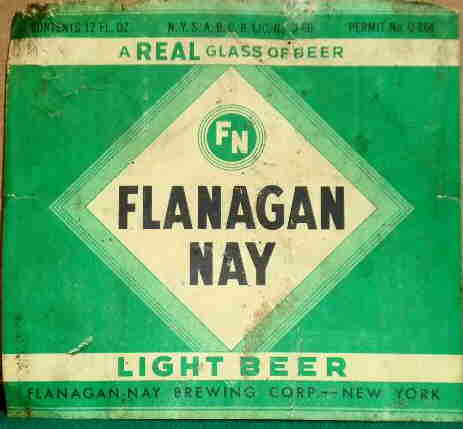 CONTENTS 12 FL. OZ. N.Y.S.A.B.C.B. LIC. PERMIT No.
A REAL GLASS OF BEER
FN
FLANAGAN
NAY
LIGHT BEER
FLANAGAN-NAY BREWING CORP.—NEW YORK